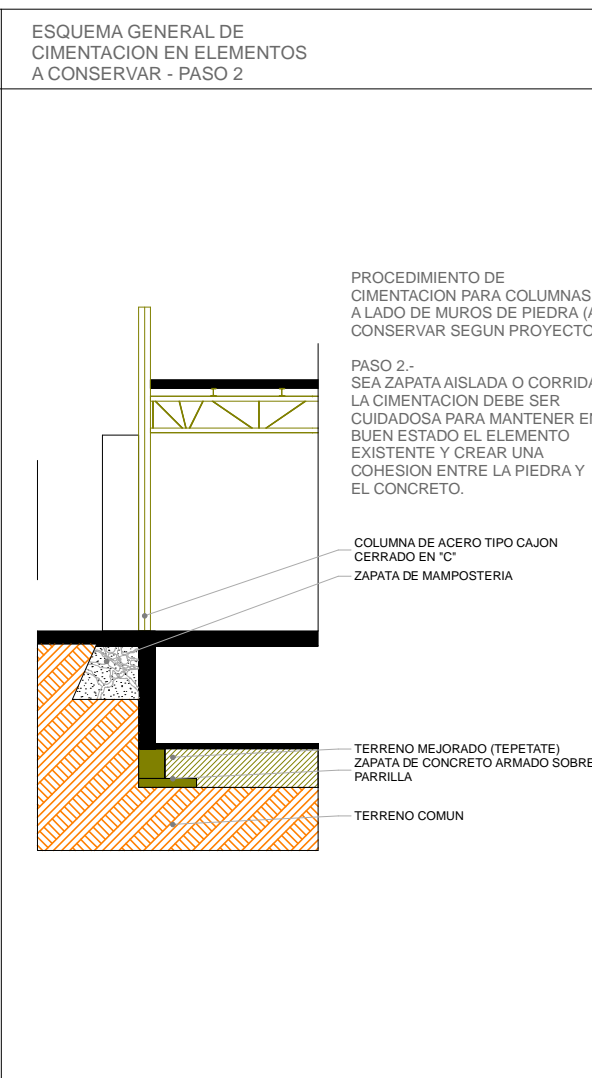 ESQUEMA GENERAL DE
CIMENTACION EN ELEMENTOS
A CONSERVAR - PASO 2
PROCEDIMIENTO DE
CIMENTACION PARA COLUMNAS
A LADO DE MUROS DE PIEDRA (A
CONSERVAR SEGUN PROYECTO
PASO 2.-
SEA ZAPATA AISLADA O CORRIDA
LA CIMENTACION DEBE SER
CUIDADOSA PARA MANTENER EN
BUEN ESTADO EL ELEMENTO
EXISTENTE Y CREAR UNA
COHESION ENTRE LA PIEDRA Y
EL CONCRETO.
COLUMNA DE ACERO TIPO CAJON
CERRADO EN "C"
ZAPATA DE MAMPOSTERIA
TERRENO MEJORADO (TEPETATE)
ZAPATA DE CONCRETO ARMADO SOBRE
PARRILLA
TERRENO COMUN